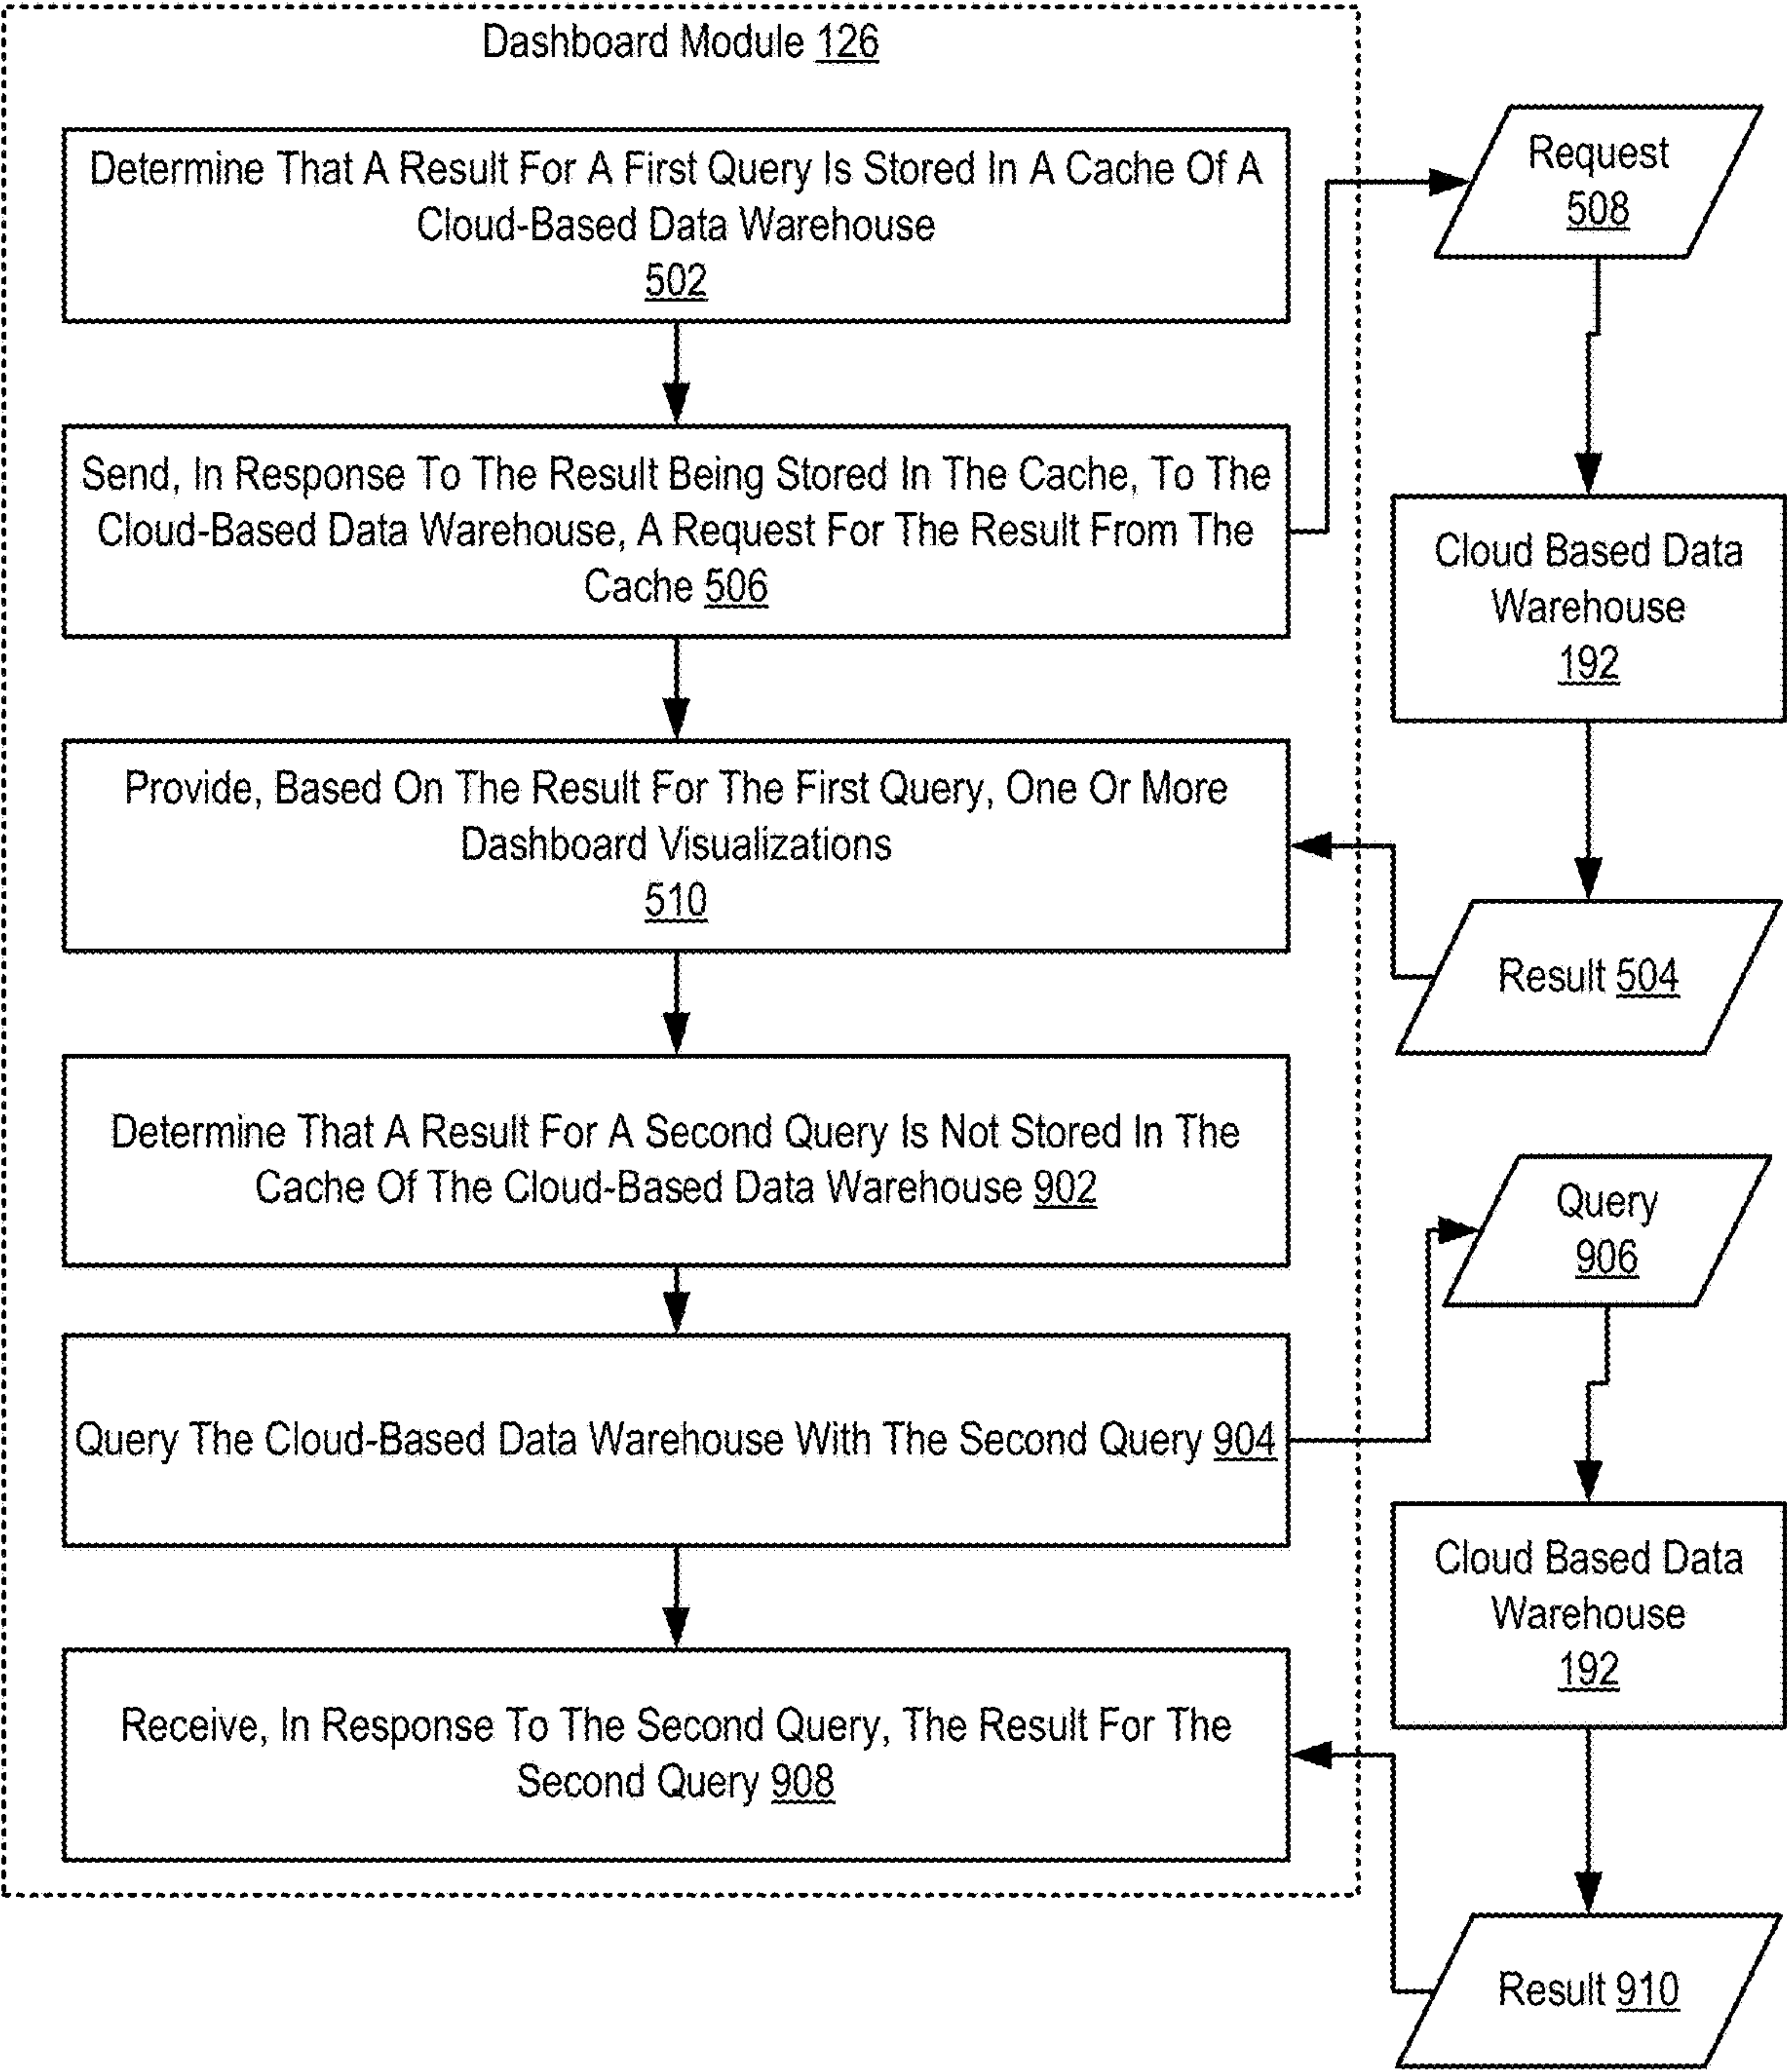 Dashboard Module 126
Determine That A Result For A First Query Is Stored In A Cache Of A
Cloud-Based Data Warehouse
502
Request
508
Send, In Response To The Result Being Stored In The Cache, To The
Cloud-Based Data Warehouse, A Request For The Result From The
Cache 506
Cloud Based Data
Warehouse
192
Provide, Based On The Result For The First Query, One Or More
Dashboard Visualizations
510
Result 504
Determine That A Result For A Second Query Is Not Stored In The
Cache Of The Cloud-Based Data Warehouse 902
Query
906
Query The Cloud-Based Data Warehouse With The Second Query 904
Cloud Based Data
Warehouse
192
Receive, In Response To The Second Query, The Result For The
Second Query 908
Result 910